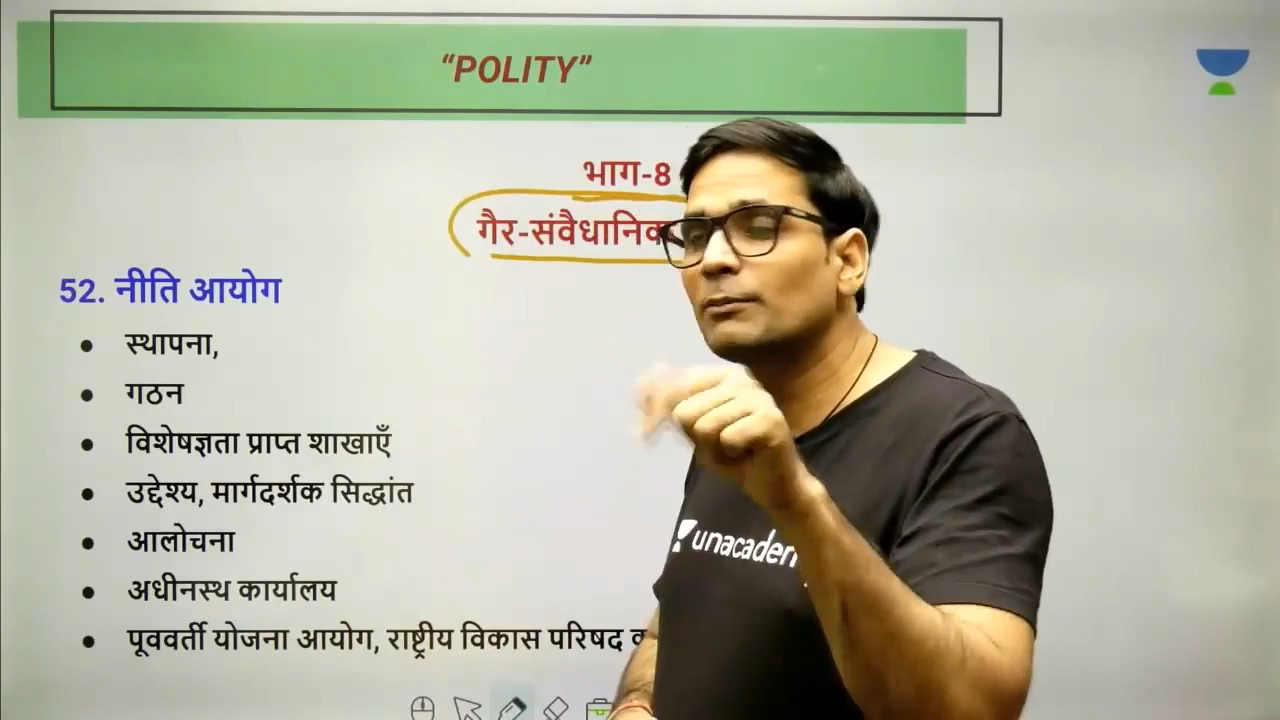 “POLITY”
भाग-8
गैर-संवैधानिक
52. नीति आयोग
• स्थापना,
• गठन
• विशेषज्ञता प्राप्त शाखाएँ
• उद्देश्य, मार्गदर्शक सिद्धांत
• आलोचना
• अधीनस्थ कार्यालय
• पूववर्ती योजना आयोग, राष्ट्रीय विकास परिषद
unacadem